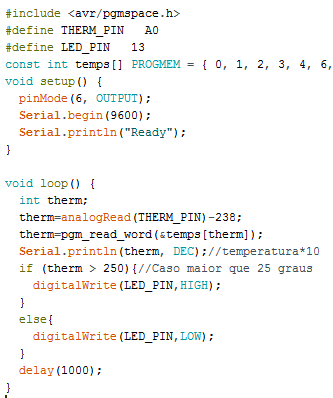 #include <avr/pgmspace.h>
#define THERM_PIN   A0
#define LED_PIN   13
const int temps[] PROGMEM = { 0, 1, 2, 3, 4, 6,
void setup() {
  pinMode(6, OUTPUT);
  Serial.begin(9600);
  Serial.println("Ready");
}

void loop() {
  int therm;
  therm=analogRead(THERM_PIN)-238;
  therm=pgm_read_word(&temps[therm]);
  Serial.println(therm, DEC);//temperatura*10
  if (therm > 250){//Caso maior que 25 graus
    digitalWrite(LED_PIN,HIGH);
  }
  else{
    digitalWrite(LED_PIN,LOW);
  }
  delay(1000);
}